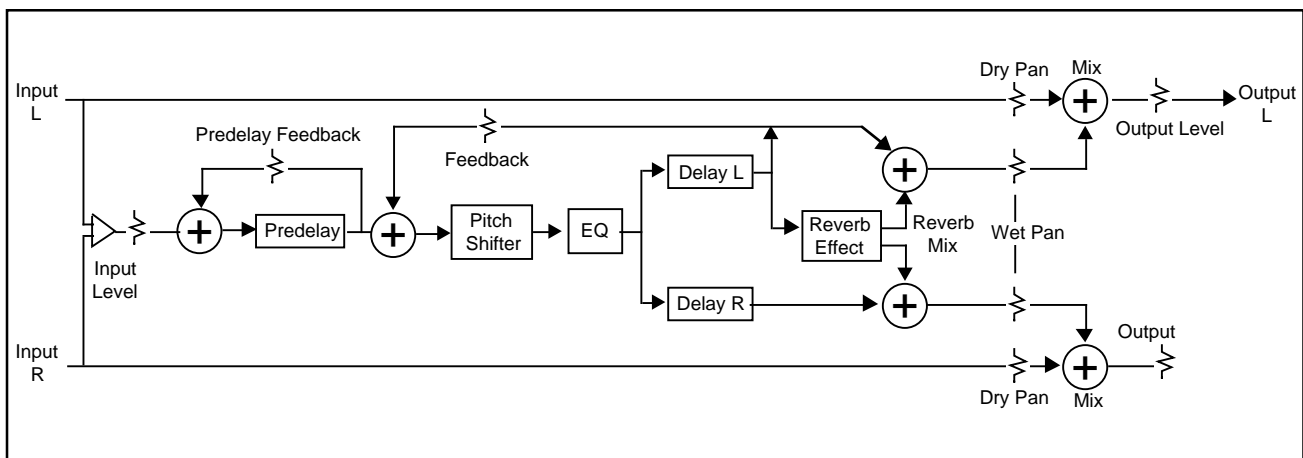 Input
L
Dry Pan
Mix
Output
L
Output Level
Predelay Feedback
Feedback
Delay L
Predelay
Pitch
Shifter
EQ
Reverb
Effect
Reverb
Mix
Wet Pan
Input
Level
Delay R
Input
R
Output
Dry Pan
Mix